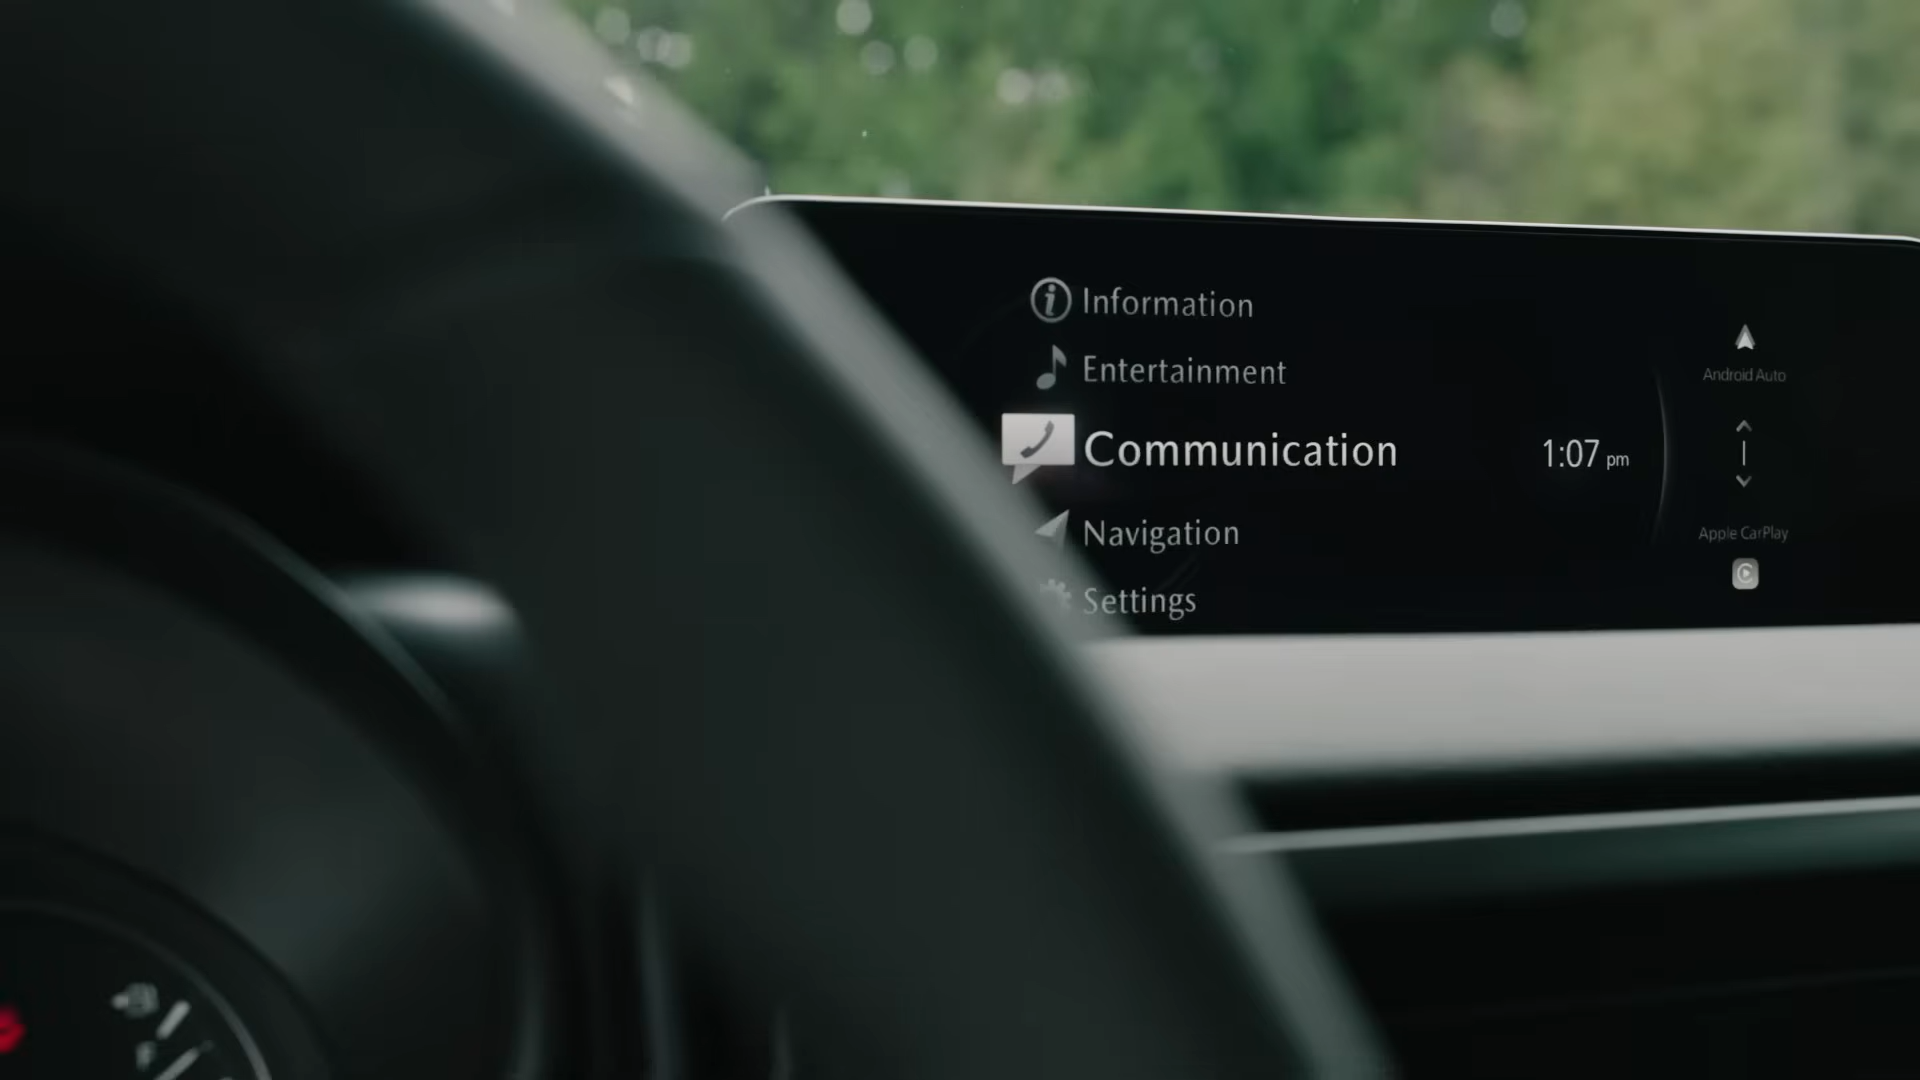 Information
Entertainment
Communication
1:07 pm
Navigation
Settings
Android Auto
Apple CarPlay
F